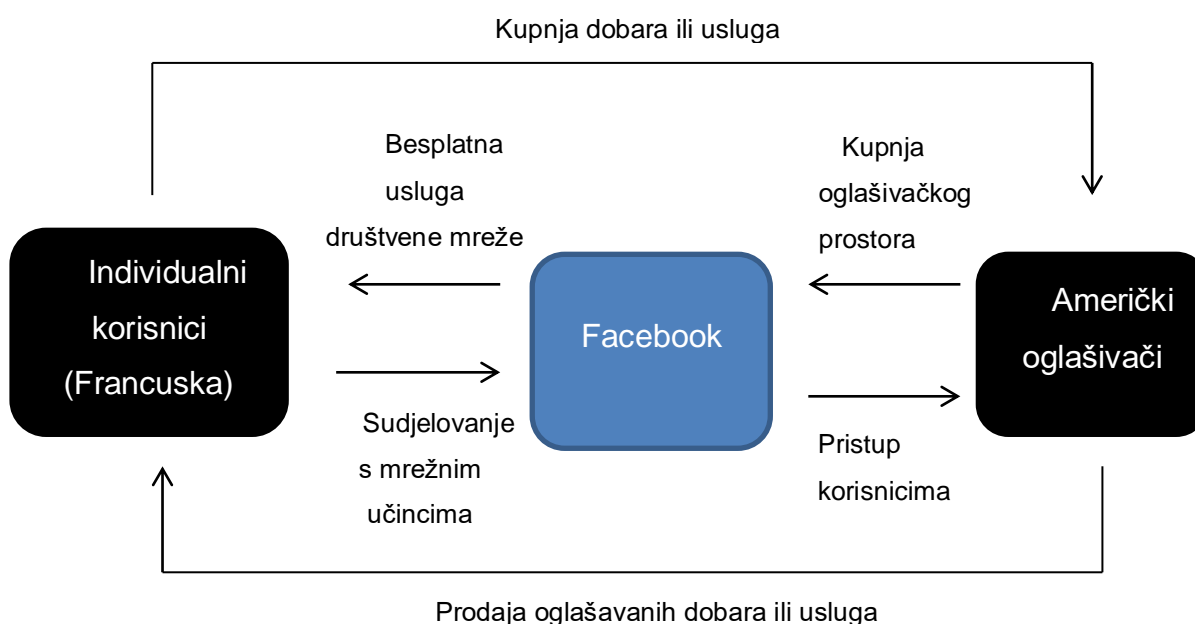 Kupnja dobara ili usluga
Besplatna
usluga
društvene mreže
Kupnja
oglašivačkog
prostora
Individualni
korisnici
(Francuska)
Facebook
Amerićki
oglašivači
Sudjelovanje
s mrežnim
učincima
Pristup
korisnicima
Prodaja oglašavanih dobara ili usluga